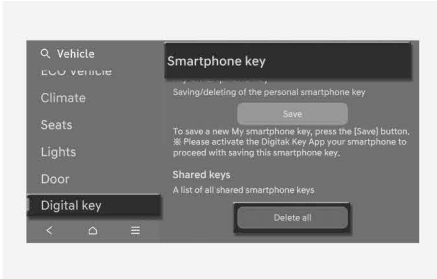 Vehicle
ECO Vehicle
Climate
Seats
Lights
Door
Digital key
Smartphone key
Saving/deleting of the personal smartphone key
Save
To save a new My smartphone key, press the [Save] button.
※ Please activate the Digitak Key App your smartphone to
proceed with saving this smartphone key.
Shared keys
A list of all shared smartphone keys
Delete all